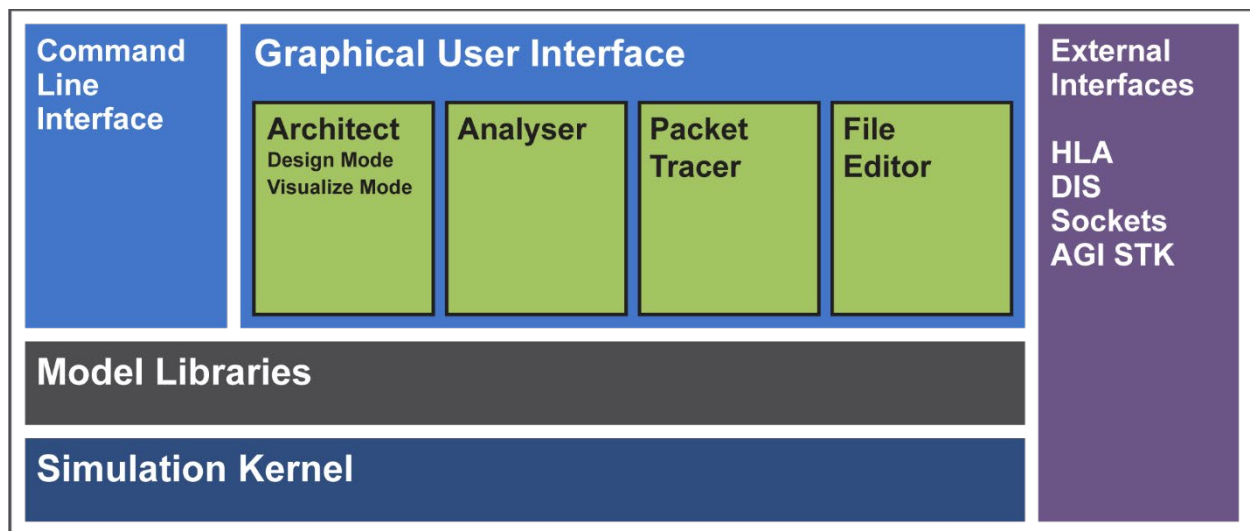 Command
Line
Interface
Graphical User Interface
Architect
Design Mode
Visualize Mode
Analyser
Packet
Tracer
File
Editor
External
Interfaces
HLA
DIS
Sockets
AGI STK
Model Libraries
Simulation Kernel